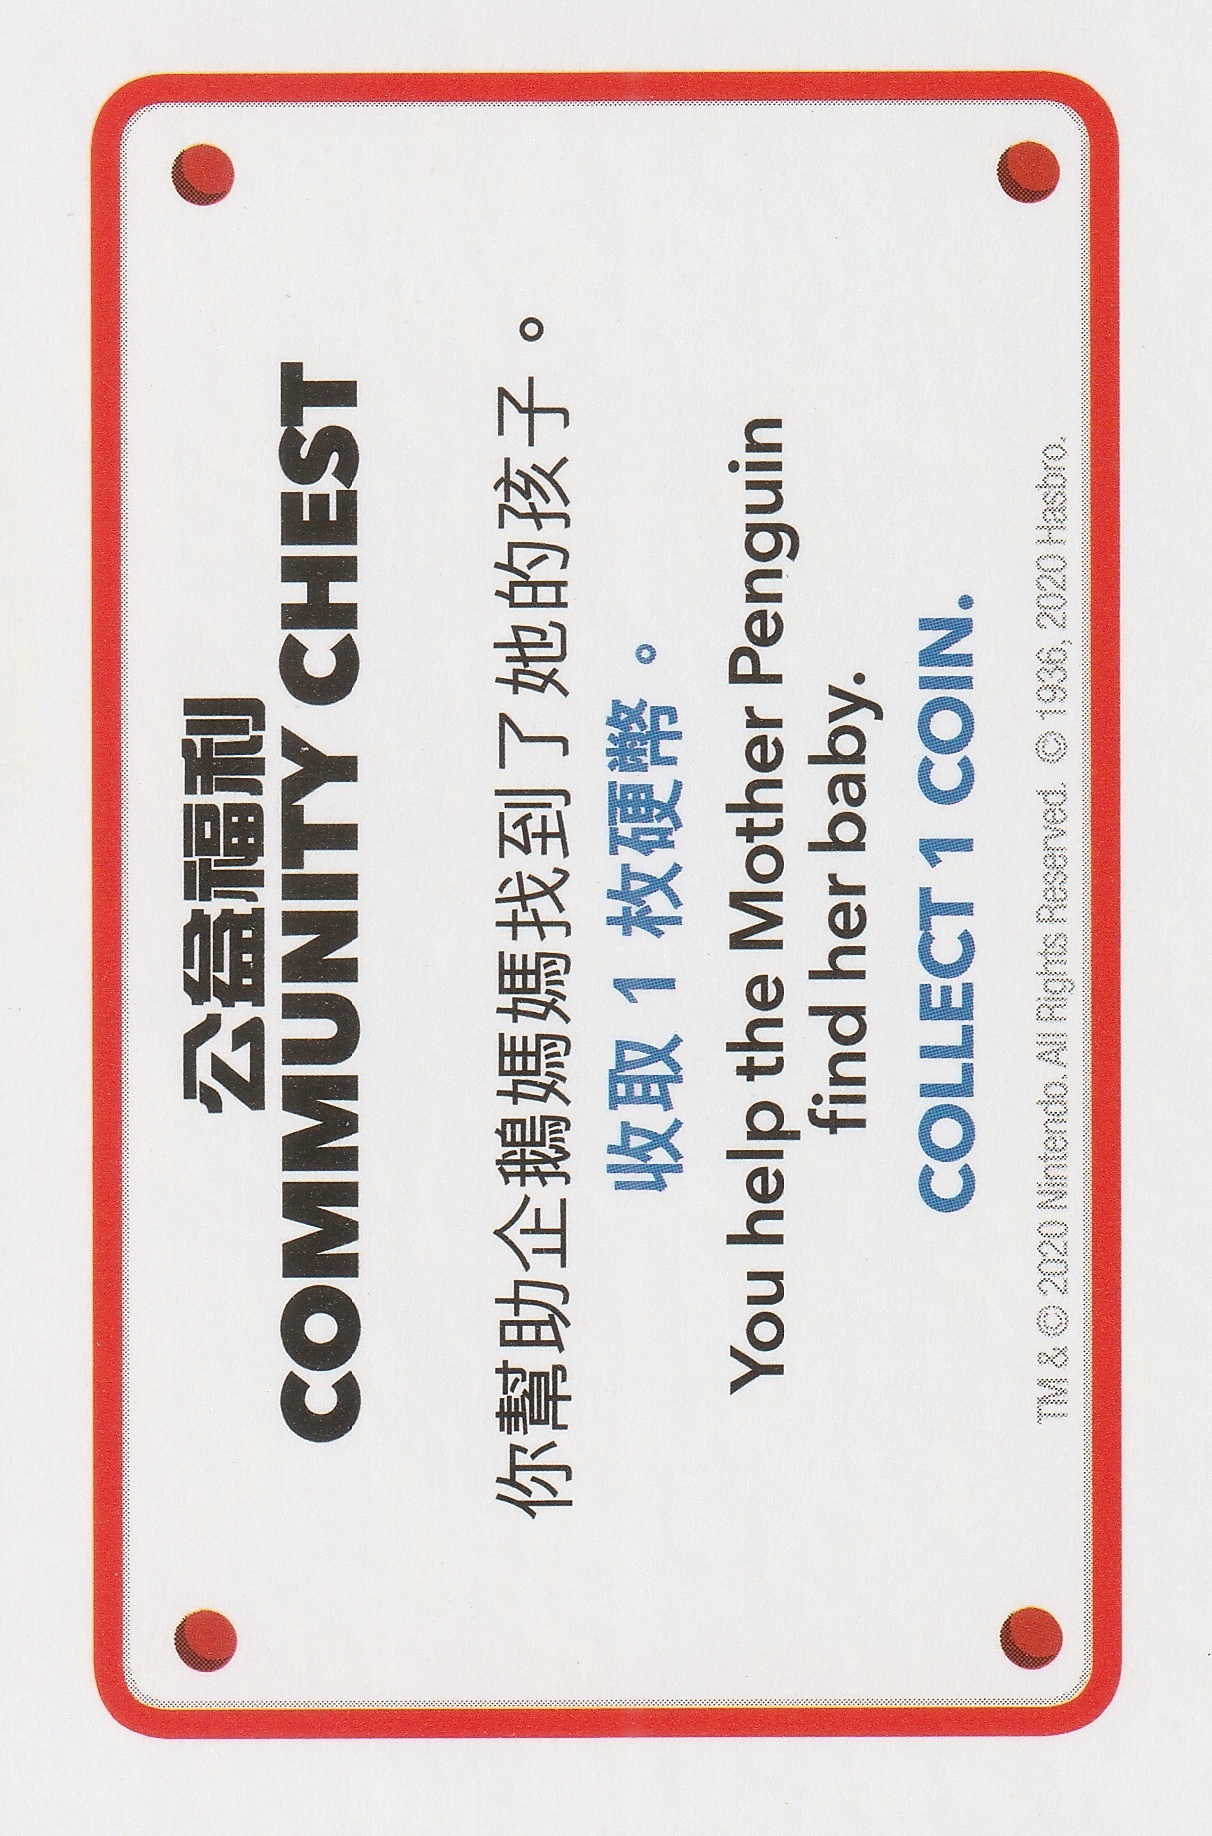 公益福利
COMMUNITY CHEST
你幫助企鵝媽媽找到了她的孩子。
收取 1 枚硬幣。
You help the Mother Penguin
find her baby.
COLLECT 1 COIN.
TM & © 2020 Nintendo. All Rights Reserved. © 1936, 2020 Hasbro.